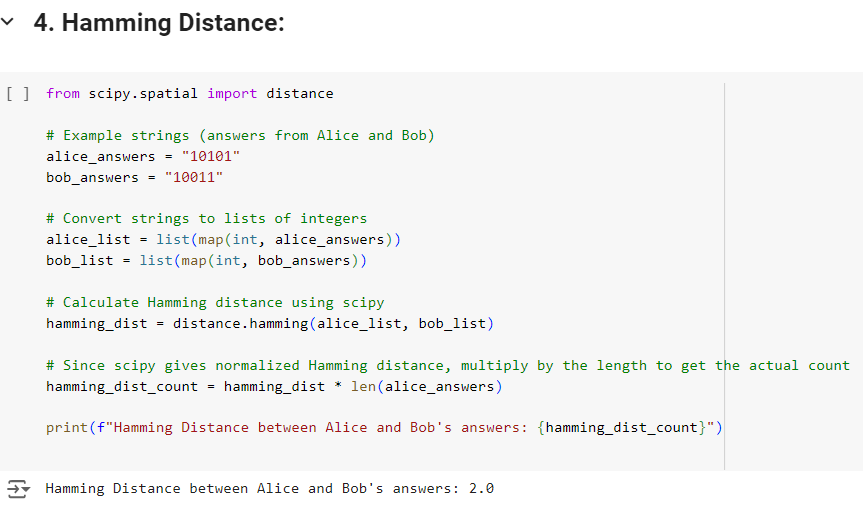 4. Hamming Distance:
[ ] from scipy.spatial import distance
# Example strings (answers from Alice and Bob)
alice_answers = "10101"
bob_answers = "10011"
# Convert strings to lists of integers
alice_list = list(map(int, alice_answers))
bob_list = list(map(int, bob_answers))
# Calculate Hamming distance using scipy
hamming_dist = distance.hamming(alice_list, bob_list)
# Since scipy gives normalized Hamming distance, multiply by the length to get the actual count
hamming_dist_count = hamming_dist * len(alice_answers)
print(f"Hamming Distance between Alice and Bob's answers: {hamming_dist_count}")
Hamming Distance between Alice and Bob's answers: 2.0